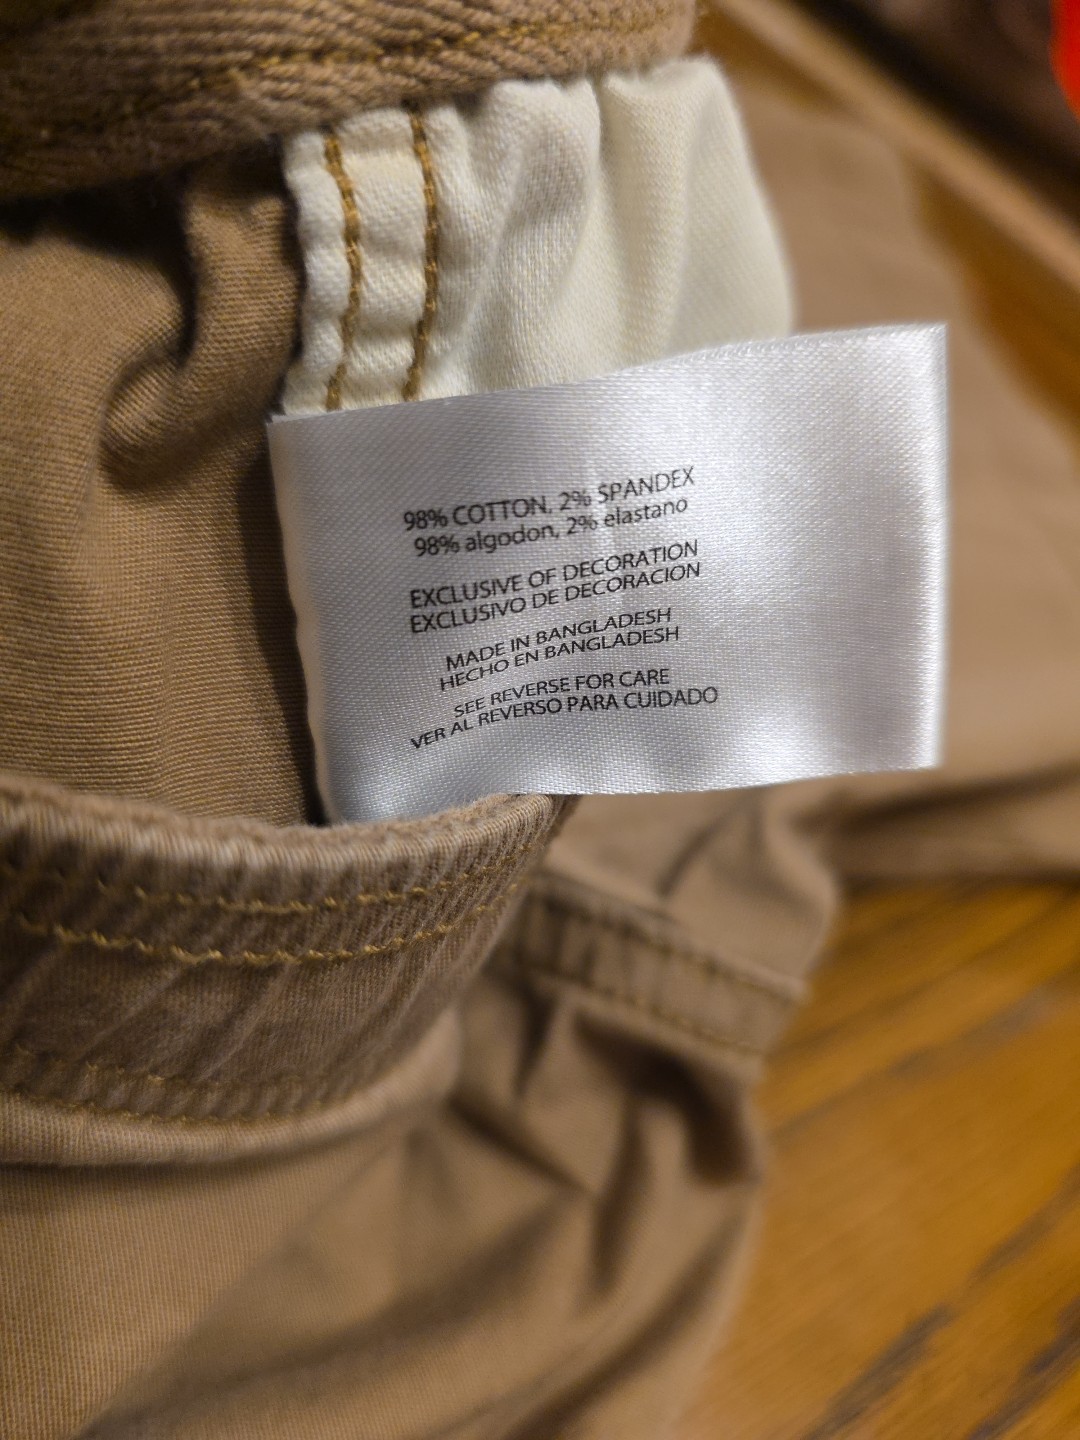 98% COTTON, 2% SPANDEX
98% algodon, 2% elastano
EXCLUSIVE OF DECORATION
EXCLUSIVO DE DECORACION
MADE IN BANGLADESH
HECHO EN BANGLADESH
SEE REVERSE FOR CARE
VER AL REVERSO PARA CUIDADO